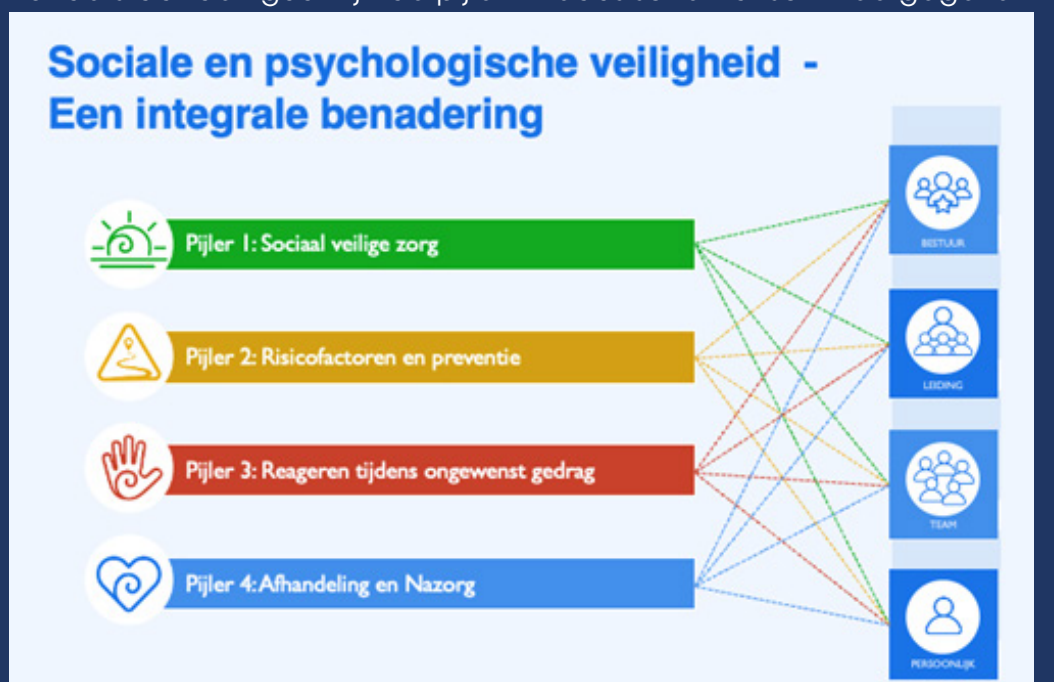 Sociale en psychologische veiligheid -
Een integrale benadering
Pijler 1: Sociaal veilige zorg
Pijler 2: Risicofactoren en preventie
Pijler 3: Reageren tijdens ongewenst gedrag
Pijler 4: Afhandeling en Nazorg
BESTUUR
LEIDING
TEAM
PERSOONLIJK